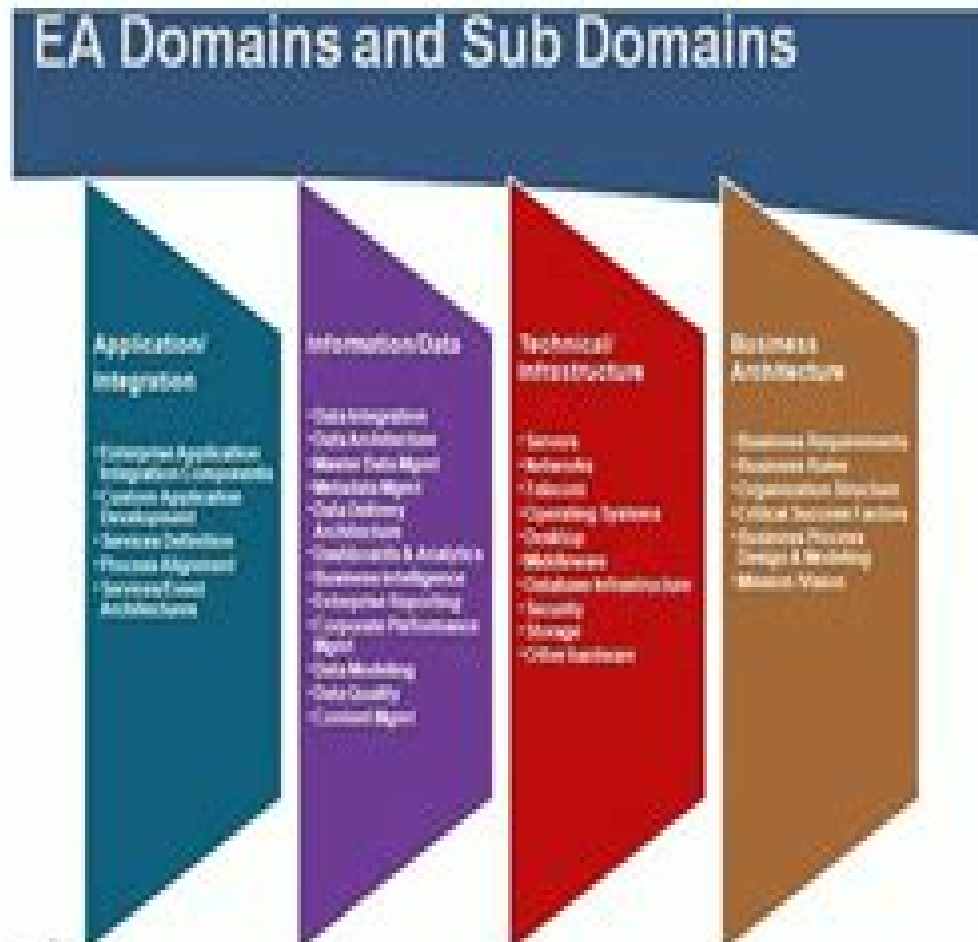 EA Domains and Sub Domains
Application/
Integration
•Enterprise Application
Integration Components
•Custom Application
Development
•Services Definition
•Process Alignment
•Services/Event
Architectures
Information/Data
•Data Integration
•Data Architecture
•Master Data Mgmt
•Metadata Mgmt
•Data Delivery
Architecture
•Dashboards & Analytics
•Business Intelligence
•Enterprise Reporting
•Corporate Performance
Mgmt
•Data Modeling
•Data Quality
•Content Mgmt
Technical/
Infrastructure
•Servers
•Networks
•Telecom
•Operating Systems
•Desktop
•Middleware
•Database Infrastructure
•Security
•Storage
•Other hardware
Business
Architecture
•Business Requirements
•Business Rules
•Organization Structure
•Critical Success Factors
•Business Process
Design & Modeling
•Mission, Vision